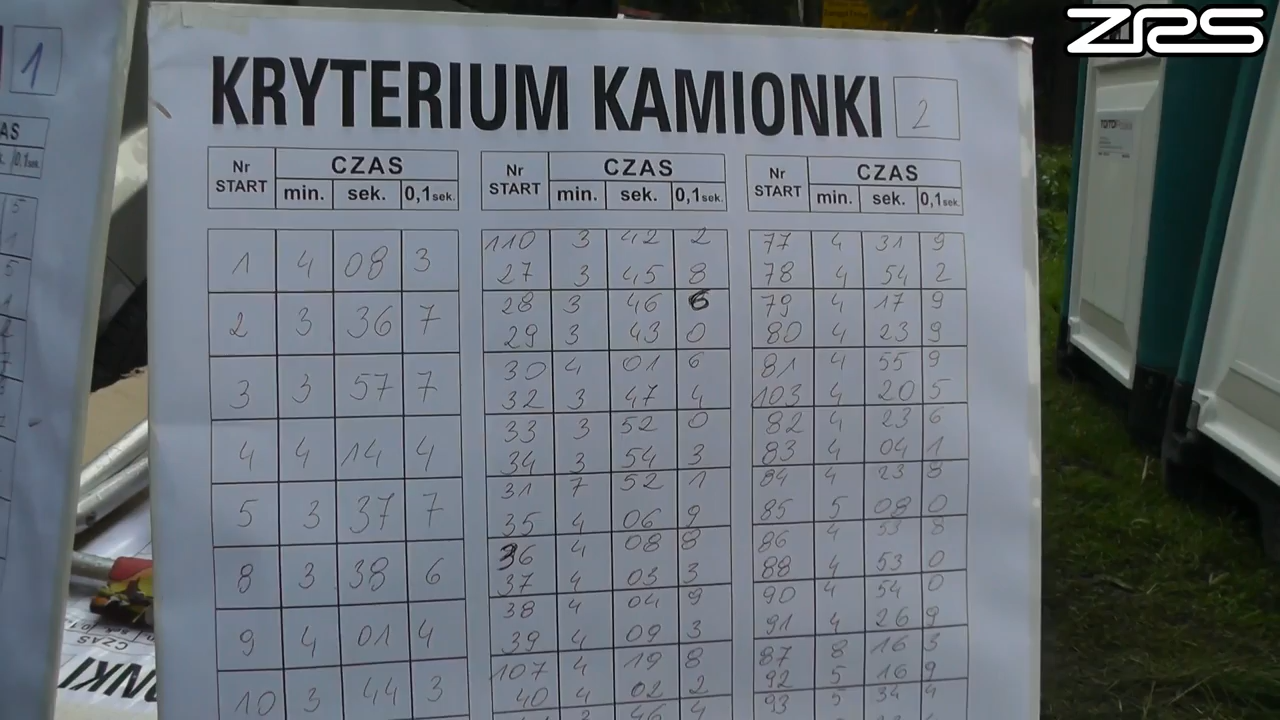 ZRS
1
KRYTERIUM KAMIONKI 2
Nr START CZAS min. sek. 0,1sek.
1 4 08 3
2 3 36 7
3 3 57 7
4 4 14 4
5 3 37 7
8 3 38 6
9 4 01 4
10 3 44 3
Nr START CZAS min. sek. 0,1sek.
110 3 42 2
27 3 45 8
28 3 46 6
29 3 43 0
30 4 01 6
32 3 47 4
33 3 52 0
34 3 54 3
31 7 52 1
35 4 06 9
36 4 08 8
37 4 03 3
38 4 04 9
39 4 09 3
107 4 19 8
40 4 02 2
Nr START CZAS min. sek. 0,1sek.
77 4 31 9
78 4 54 2
79 4 17 9
80 4 23 9
81 4 55 9
103 4 20 5
82 4 23 6
83 4 04 1
84 4 23 8
85 5 08 0
86 4 53 8
88 4 53 0
90 4 54 0
91 4 26 9
87 8 16 3
92 5 16 9
93 5 34 4